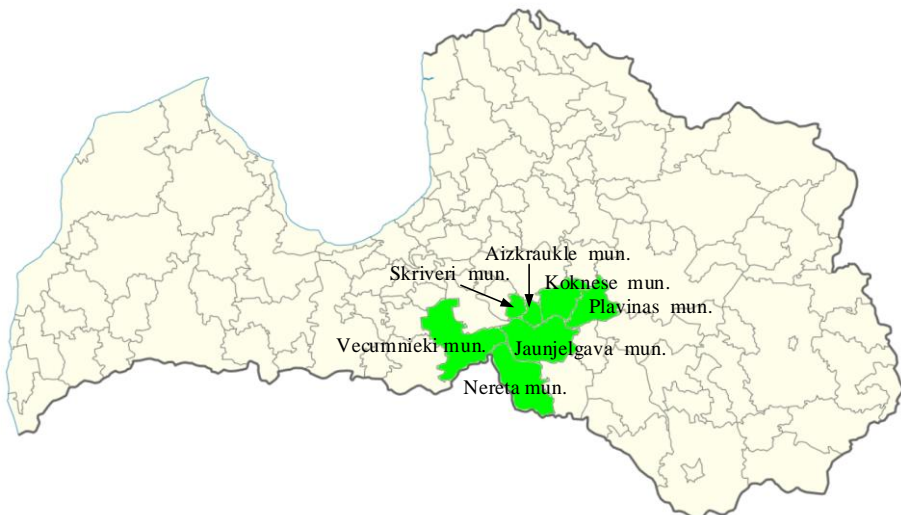 Aizkraukle mun.
Skriveri mun.
Koknese mun.
Plavinas mun.
Vecumnieki mun.
Jaunjelgava mun.
Nereta mun.